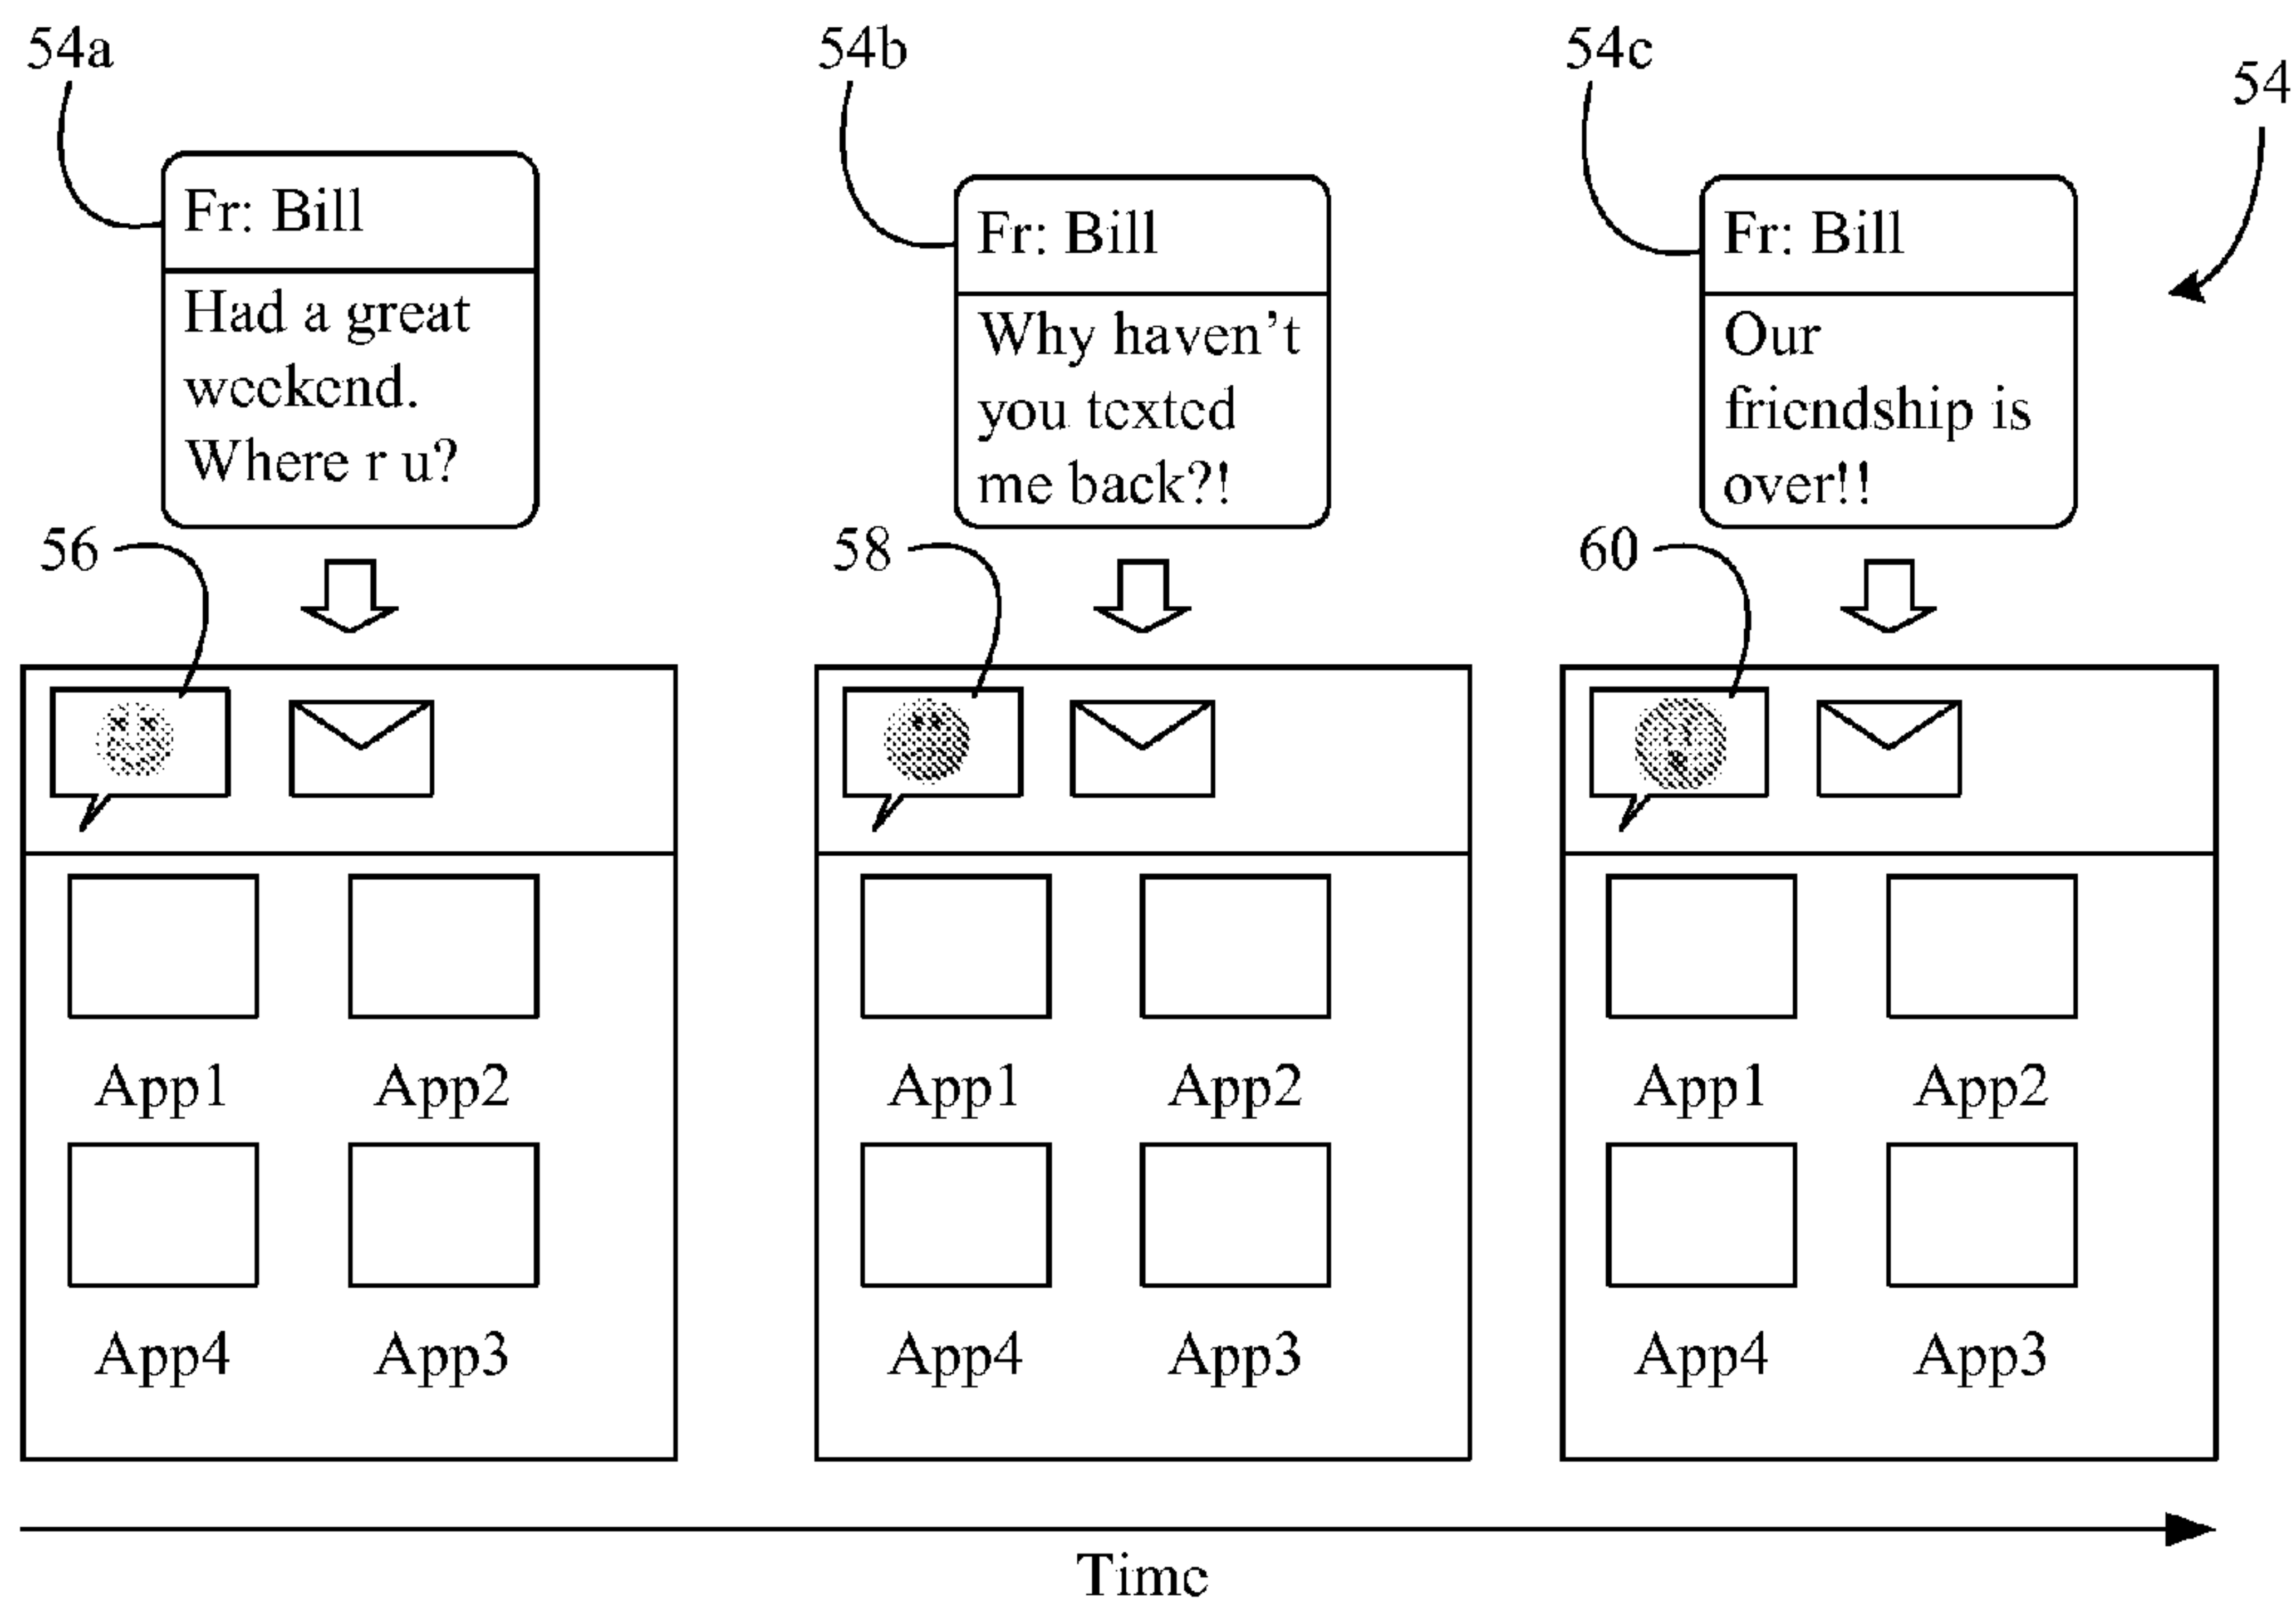 54a
54b
54c
54
Fr: Bill
Had a great
weekend.
Where r u?
Fr: Bill
Why haven't
you texted
me back?!
Fr: Bill
Our
friendship is
over!!
56
58
60
App1 App2
App4 App3
App1 App2
App4 App3
App1 App2
App4 App3
Time